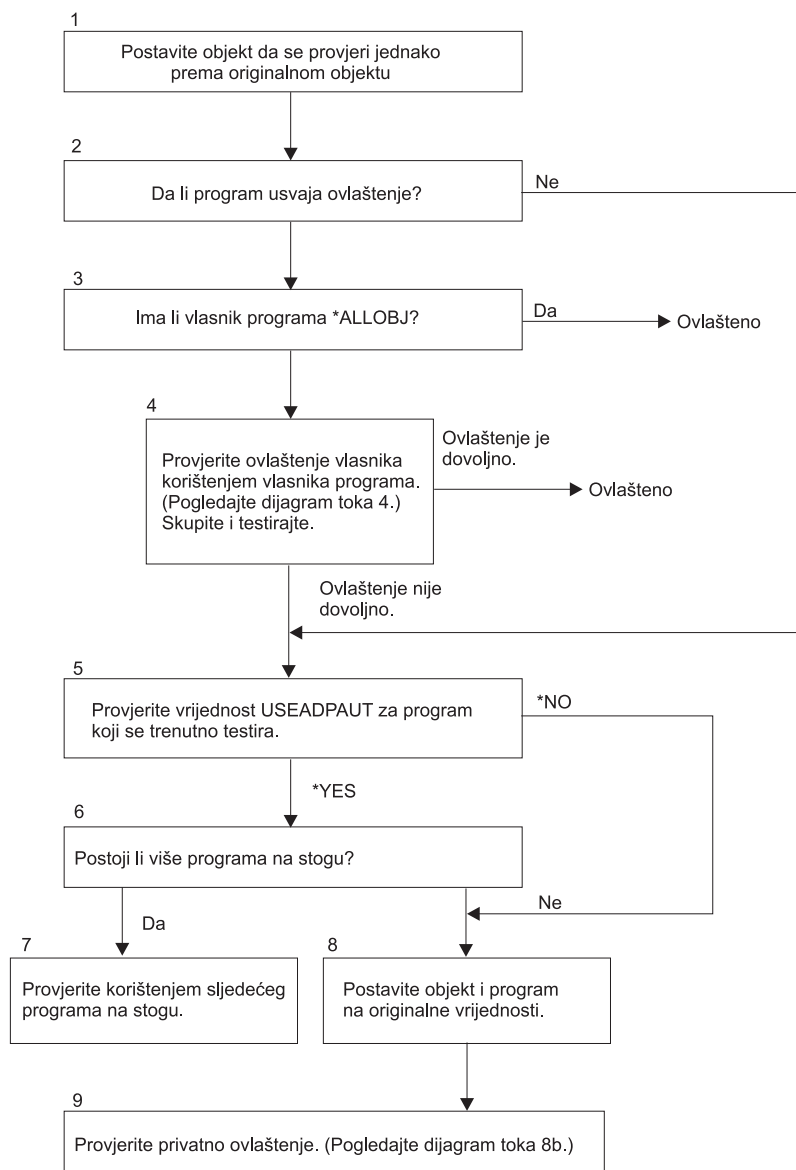 1
Postavite objekt da se provjeri jednako
prema originalnom objektu
2
Da li program usvaja ovlaštenje?
Ne
3
Ima li vlasnik programa *ALLOBJ?
Da
Ovlašteno
4
Provjerite ovlaštenje vlasnika
korištenjem vlasnika programa.
(Pogledajte dijagram toka 4.)
Skupite i testirajte.
Ovlaštenje je
dovoljno.
Ovlašteno
Ovlaštenje nije
dovoljno.
5
Provjerite vrijednost USEADPAUT za program
koji se trenutno testira.
*NO
*YES
6
Postoji li više programa na stogu?
Da
Ne
7
Provjerite korištenjem sljedećeg
programa na stogu.
8
Postavite objekt i program
na originalne vrijednosti.
9
Provjerite privatno ovlaštenje. (Pogledajte dijagram toka 8b.)